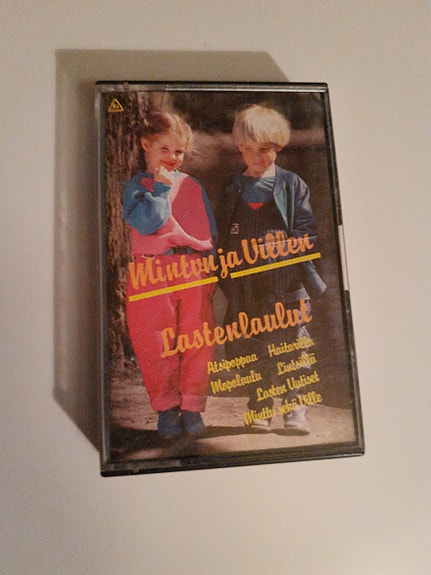 Mintun ja Villen
Lastenlaulut
Atsipoppaa Haitarilla
Mopolaulu Lintsillä
Lasten Uutiset
Minttu sekä Ville